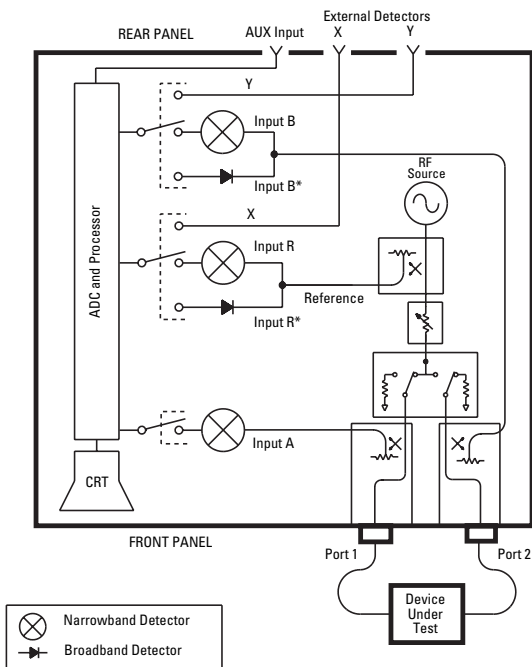 External Detectors
REAR PANEL
AUX Input
X
Y
Y
Input B
Input B*
RF
Source
X
ADC and Processor
Input R
Reference
Input R*
Input A
CRT
FRONT PANEL
Port 1
Port 2
Device
Under
Test
Narrowband Detector
Broadband Detector